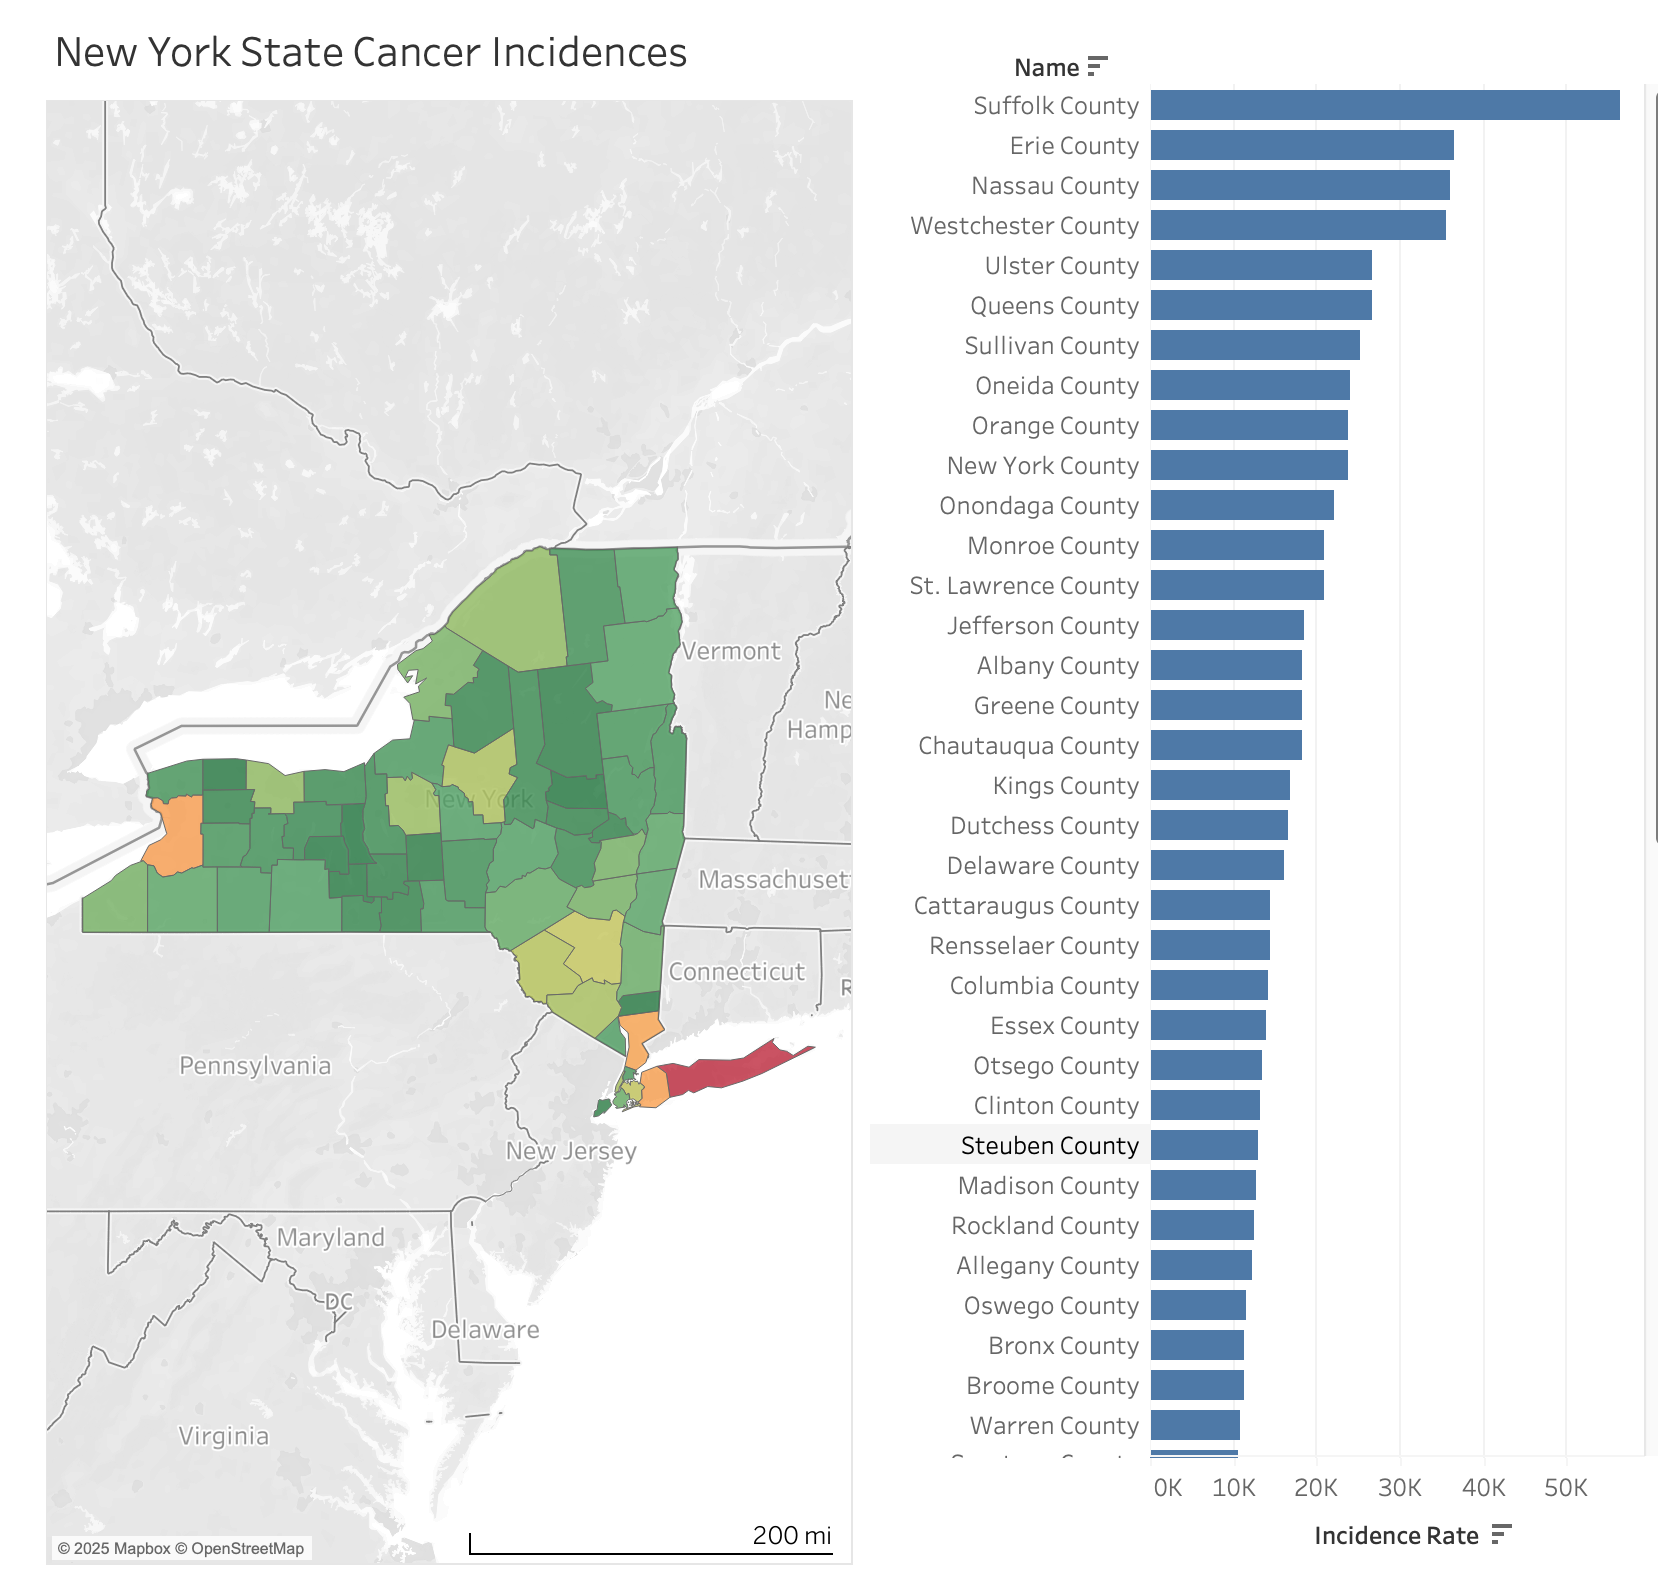 New York State Cancer Incidences
Vermont
Ne
Hamp
New York
Massachuset
Connecticut
R
Pennsylvania
New Jersey
Maryland
DC
Delaware
Virginia
200 mi
© 2025 Mapbox © OpenStreetMap
Name
Suffolk County
Erie County
Nassau County
Westchester County
Ulster County
Queens County
Sullivan County
Oneida County
Orange County
New York County
Onondaga County
Monroe County
St. Lawrence County
Jefferson County
Albany County
Greene County
Chautauqua County
Kings County
Dutchess County
Delaware County
Cattaraugus County
Rensselaer County
Columbia County
Essex County
Otsego County
Clinton County
Steuben County
Madison County
Rockland County
Allegany County
Oswego County
Bronx County
Broome County
Warren County
0K 10K 20K 30K 40K 50K
Incidence Rate